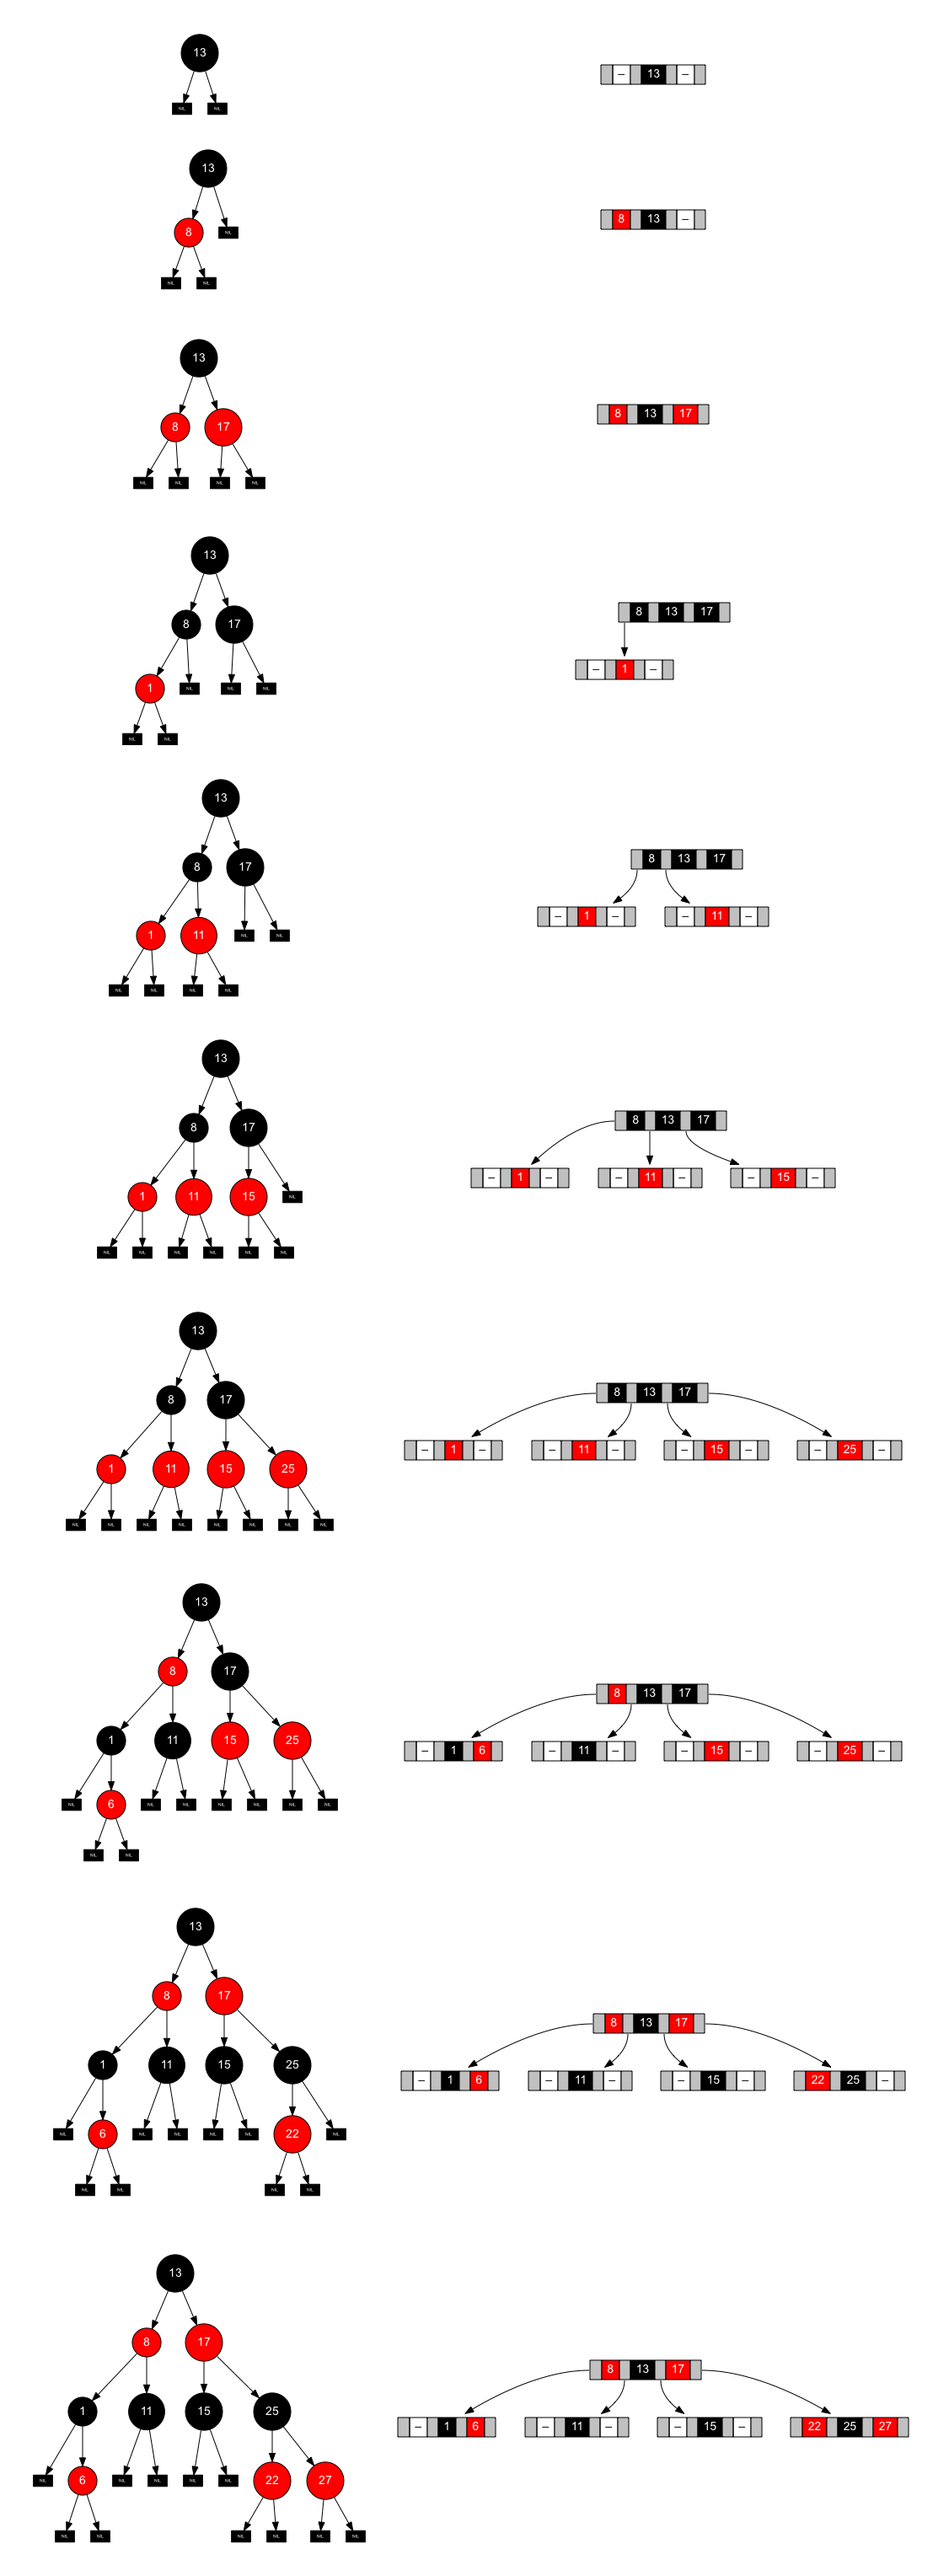 13
NIL NIL
– 13 –
13
8 NIL
NIL NIL
8 13 –
13
8 17
NIL NIL NIL NIL
8 13 17
13
8 17
1 NIL NIL NIL
NIL NIL
8 13 17
– 1 –
13
8 17
1 11 NIL NIL
NIL NIL NIL NIL
8 13 17
– 1 – – 11 –
13
8 17
1 11 15 NIL
NIL NIL NIL NIL NIL NIL
8 13 17
– 1 – – 11 – – 15 –
13
8 17
1 11 15 25
NIL NIL NIL NIL NIL NIL NIL NIL
8 13 17
– 1 – – 11 – – 15 – – 25 –
13
8 17
1 11 15 25
NIL 6 NIL NIL NIL NIL NIL NIL
NIL NIL
8 13 17
– 1 6 – 11 – – 15 – – 25 –
13
8 17
1 11 15 25
NIL 6 NIL NIL NIL NIL 22 NIL
NIL NIL NIL NIL
8 13 17
– 1 6 – 11 – – 15 – 22 25 –
13
8 17
1 11 15 25
NIL 6 NIL NIL NIL NIL 22 27
NIL NIL NIL NIL NIL NIL
8 13 17
– 1 6 – 11 – – 15 – 22 25 27